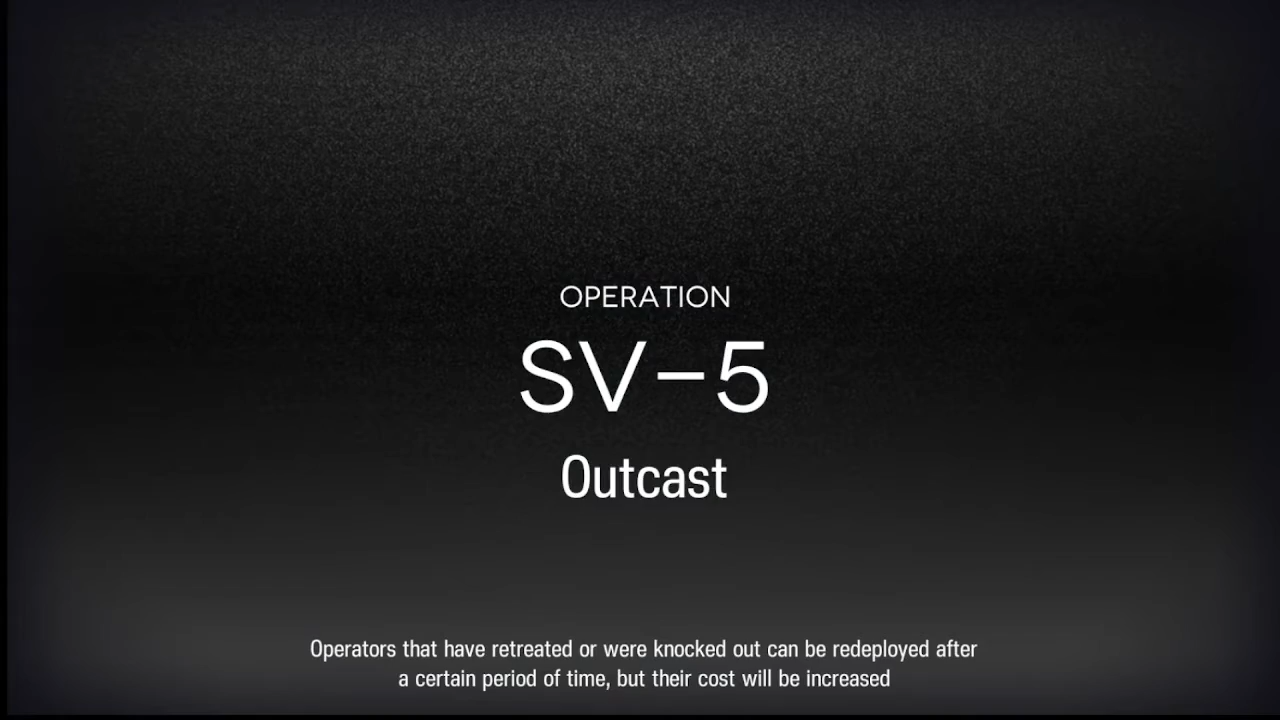 OPERATION
SV-5
Outcast
Operators that have retreated or were knocked out can be redeployed after
a certain period of time, but their cost will be increased